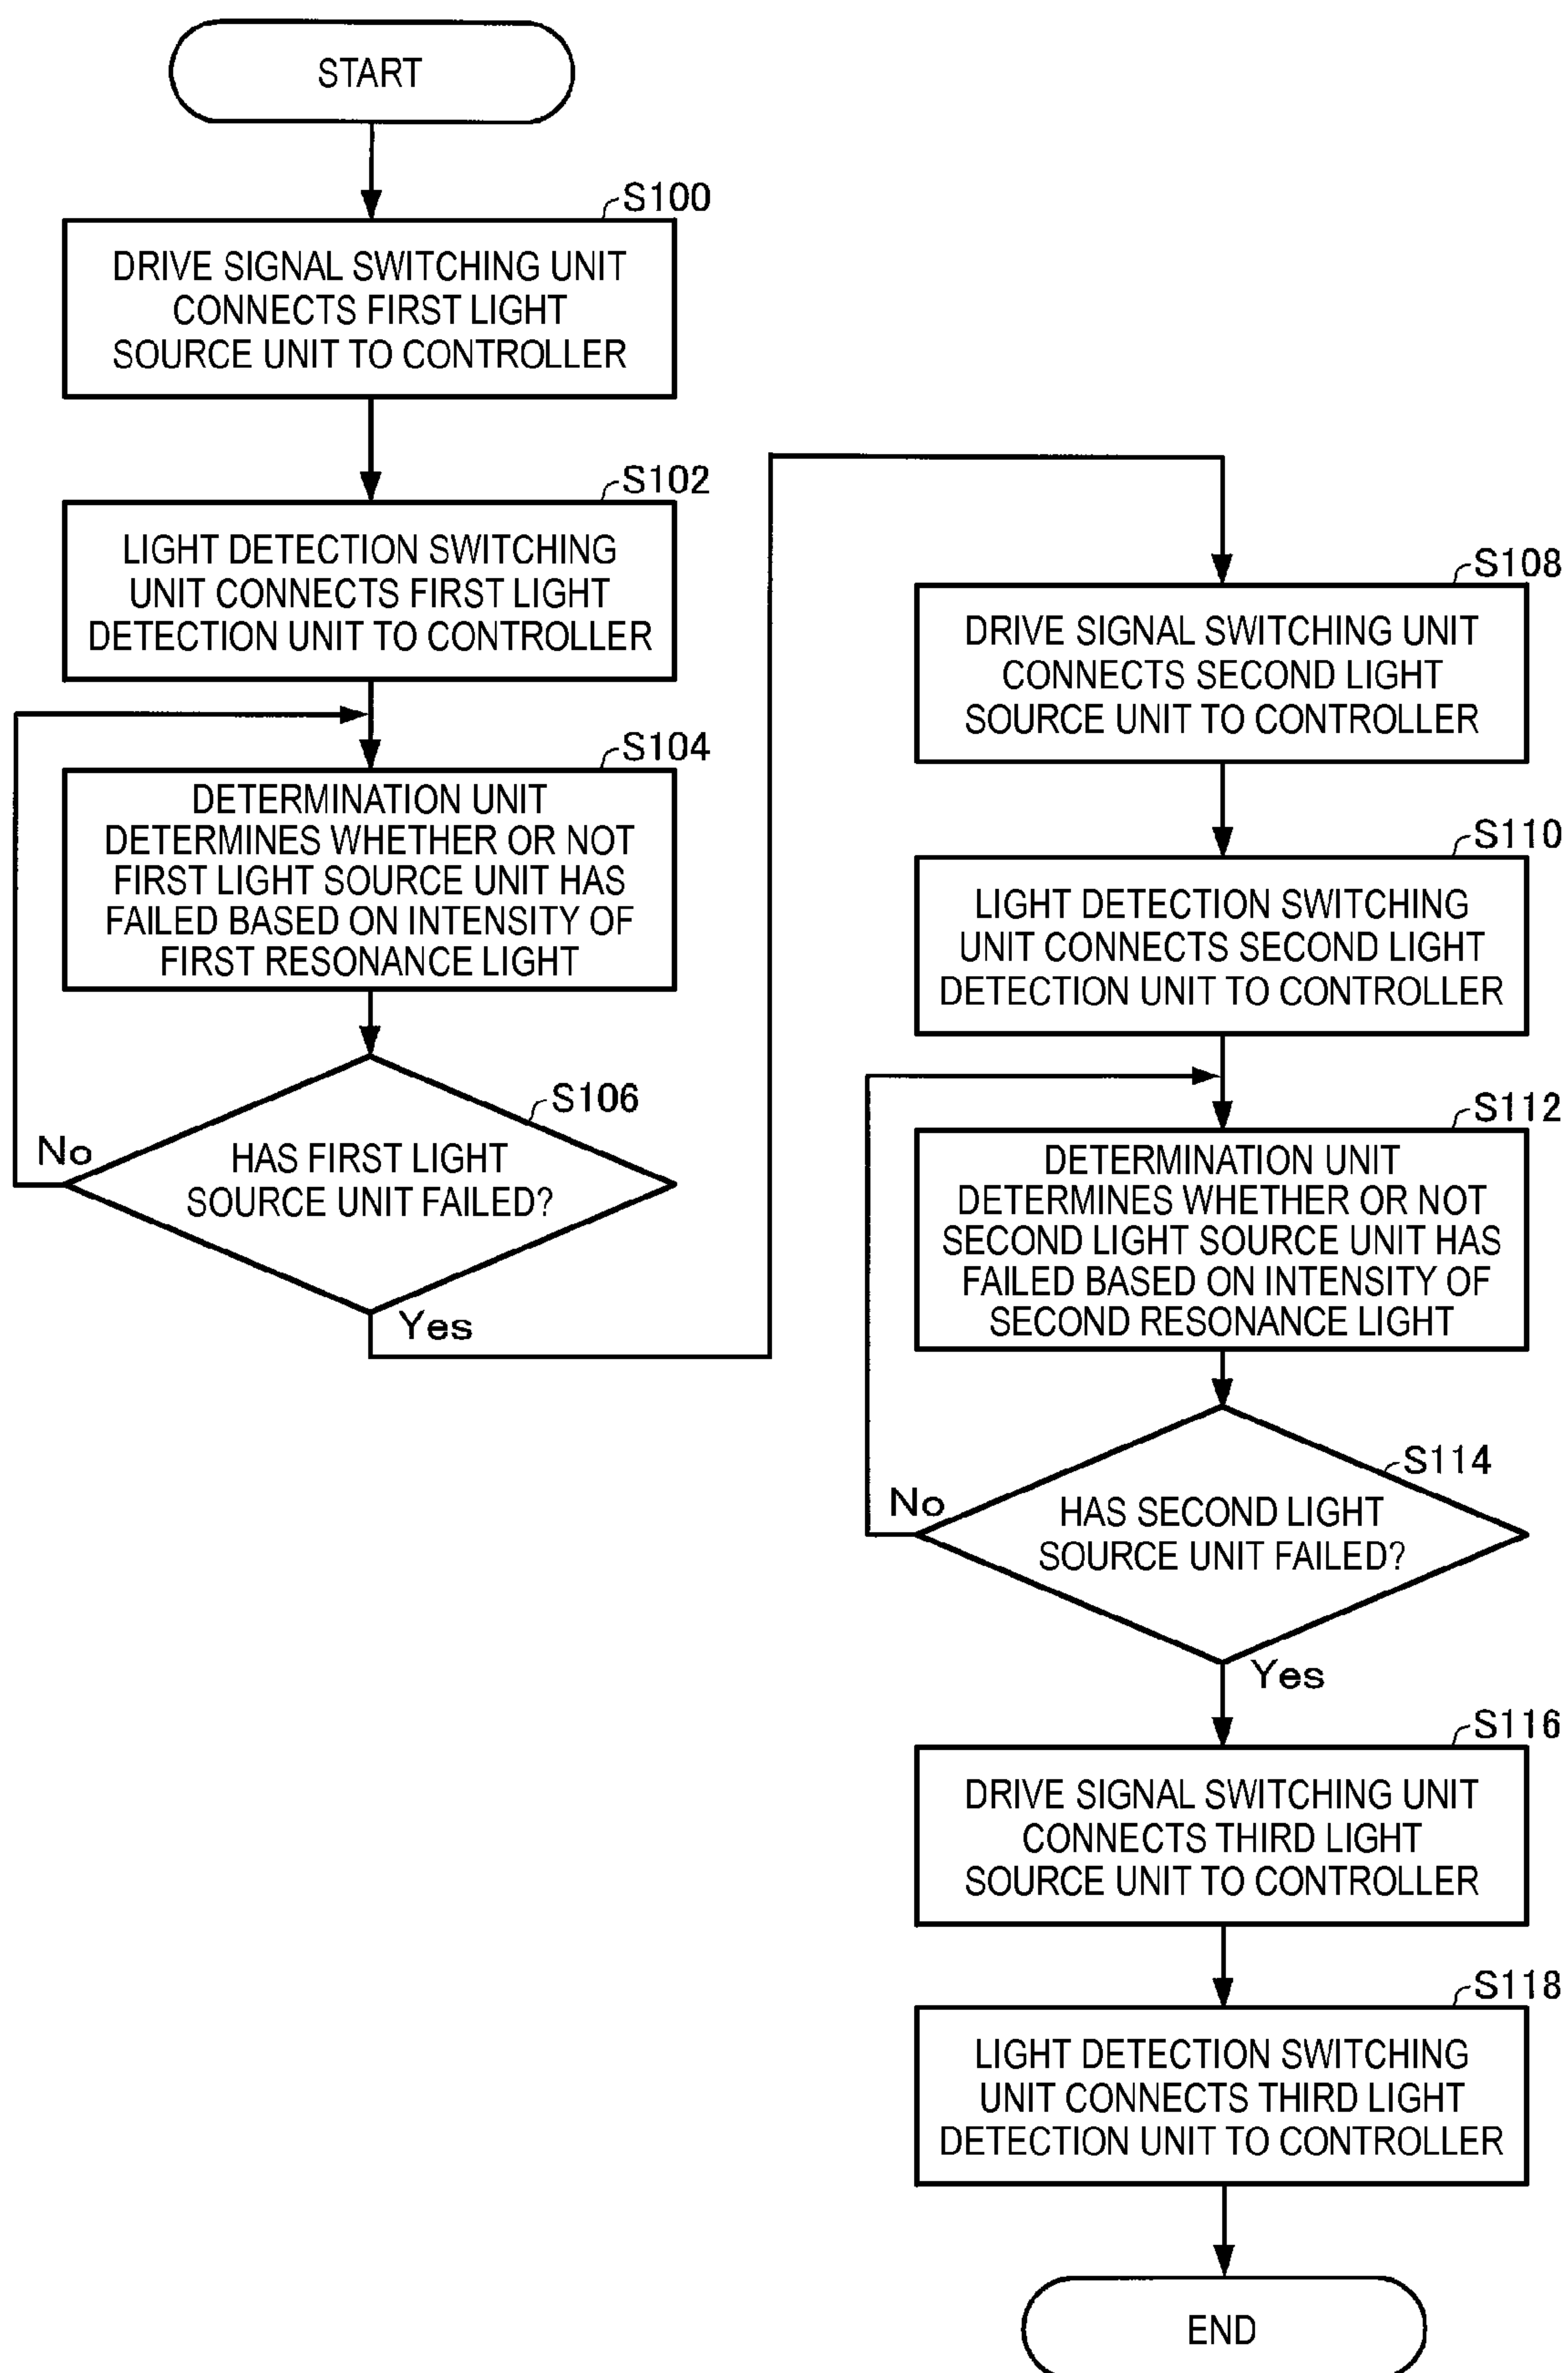 START
S100
DRIVE SIGNAL SWITCHING UNIT
CONNECTS FIRST LIGHT
SOURCE UNIT TO CONTROLLER
S102
LIGHT DETECTION SWITCHING
UNIT CONNECTS FIRST LIGHT
DETECTION UNIT TO CONTROLLER
S104
DETERMINATION UNIT
DETERMINES WHETHER OR NOT
FIRST LIGHT SOURCE UNIT HAS
FAILED BASED ON INTENSITY OF
FIRST RESONANCE LIGHT
S106
No
HAS FIRST LIGHT
SOURCE UNIT FAILED?
Yes
S108
DRIVE SIGNAL SWITCHING UNIT
CONNECTS SECOND LIGHT
SOURCE UNIT TO CONTROLLER
S110
LIGHT DETECTION SWITCHING
UNIT CONNECTS SECOND LIGHT
DETECTION UNIT TO CONTROLLER
S112
DETERMINATION UNIT
DETERMINES WHETHER OR NOT
SECOND LIGHT SOURCE UNIT HAS
FAILED BASED ON INTENSITY OF
SECOND RESONANCE LIGHT
S114
No
HAS SECOND LIGHT
SOURCE UNIT FAILED?
Yes
S116
DRIVE SIGNAL SWITCHING UNIT
CONNECTS THIRD LIGHT
SOURCE UNIT TO CONTROLLER
S118
LIGHT DETECTION SWITCHING
UNIT CONNECTS THIRD LIGHT
DETECTION UNIT TO CONTROLLER
END